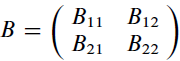 B = ( B₁₁ B₁₂
B₂₁ B₂₂ )